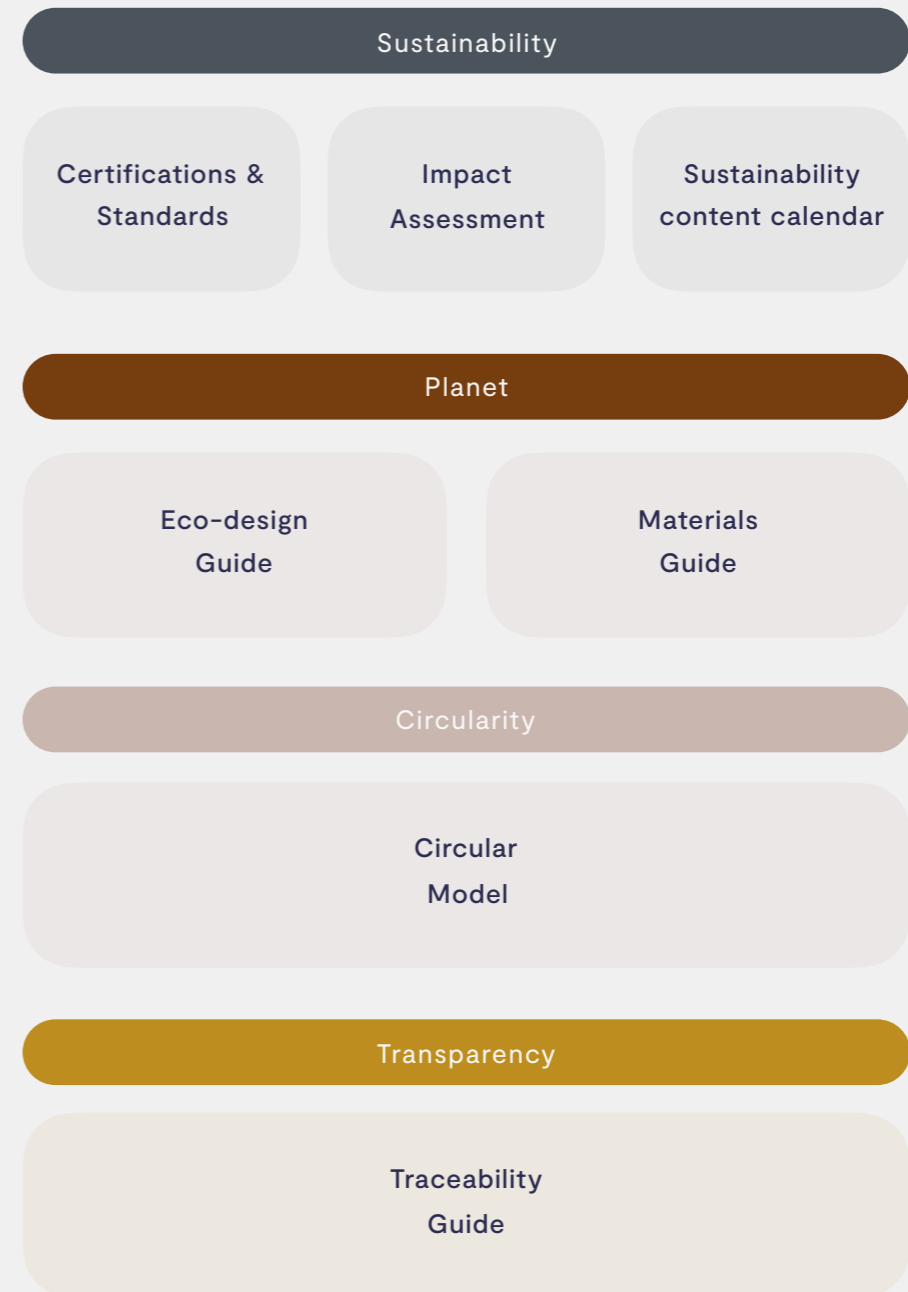 Sustainability
Certifications &
Standards
Impact
Assessment
Sustainability
content calendar
Planet
Eco-design
Guide
Materials
Guide
Circularity
Circular
Model
Transparency
Traceability
Guide